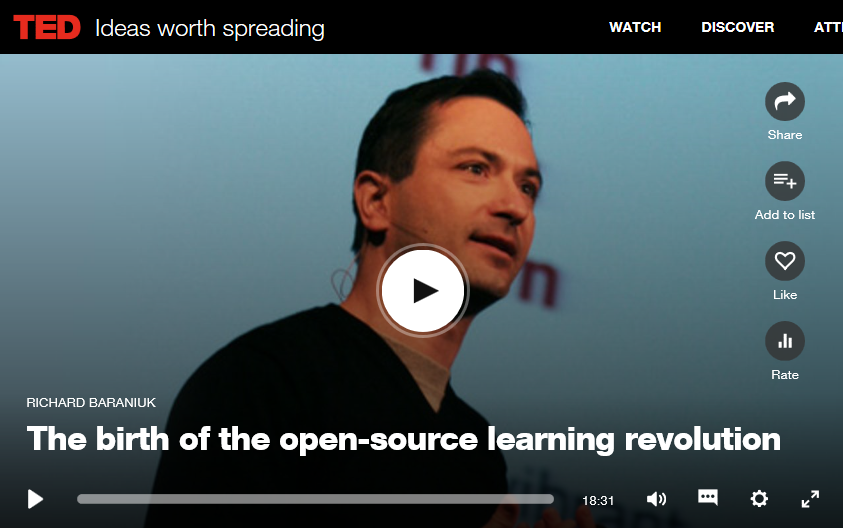 TED Ideas worth spreading WATCH DISCOVER ATT
Share
Add to list
Like
Rate
RICHARD BARANIUK
The birth of the open-source learning revolution
18:31